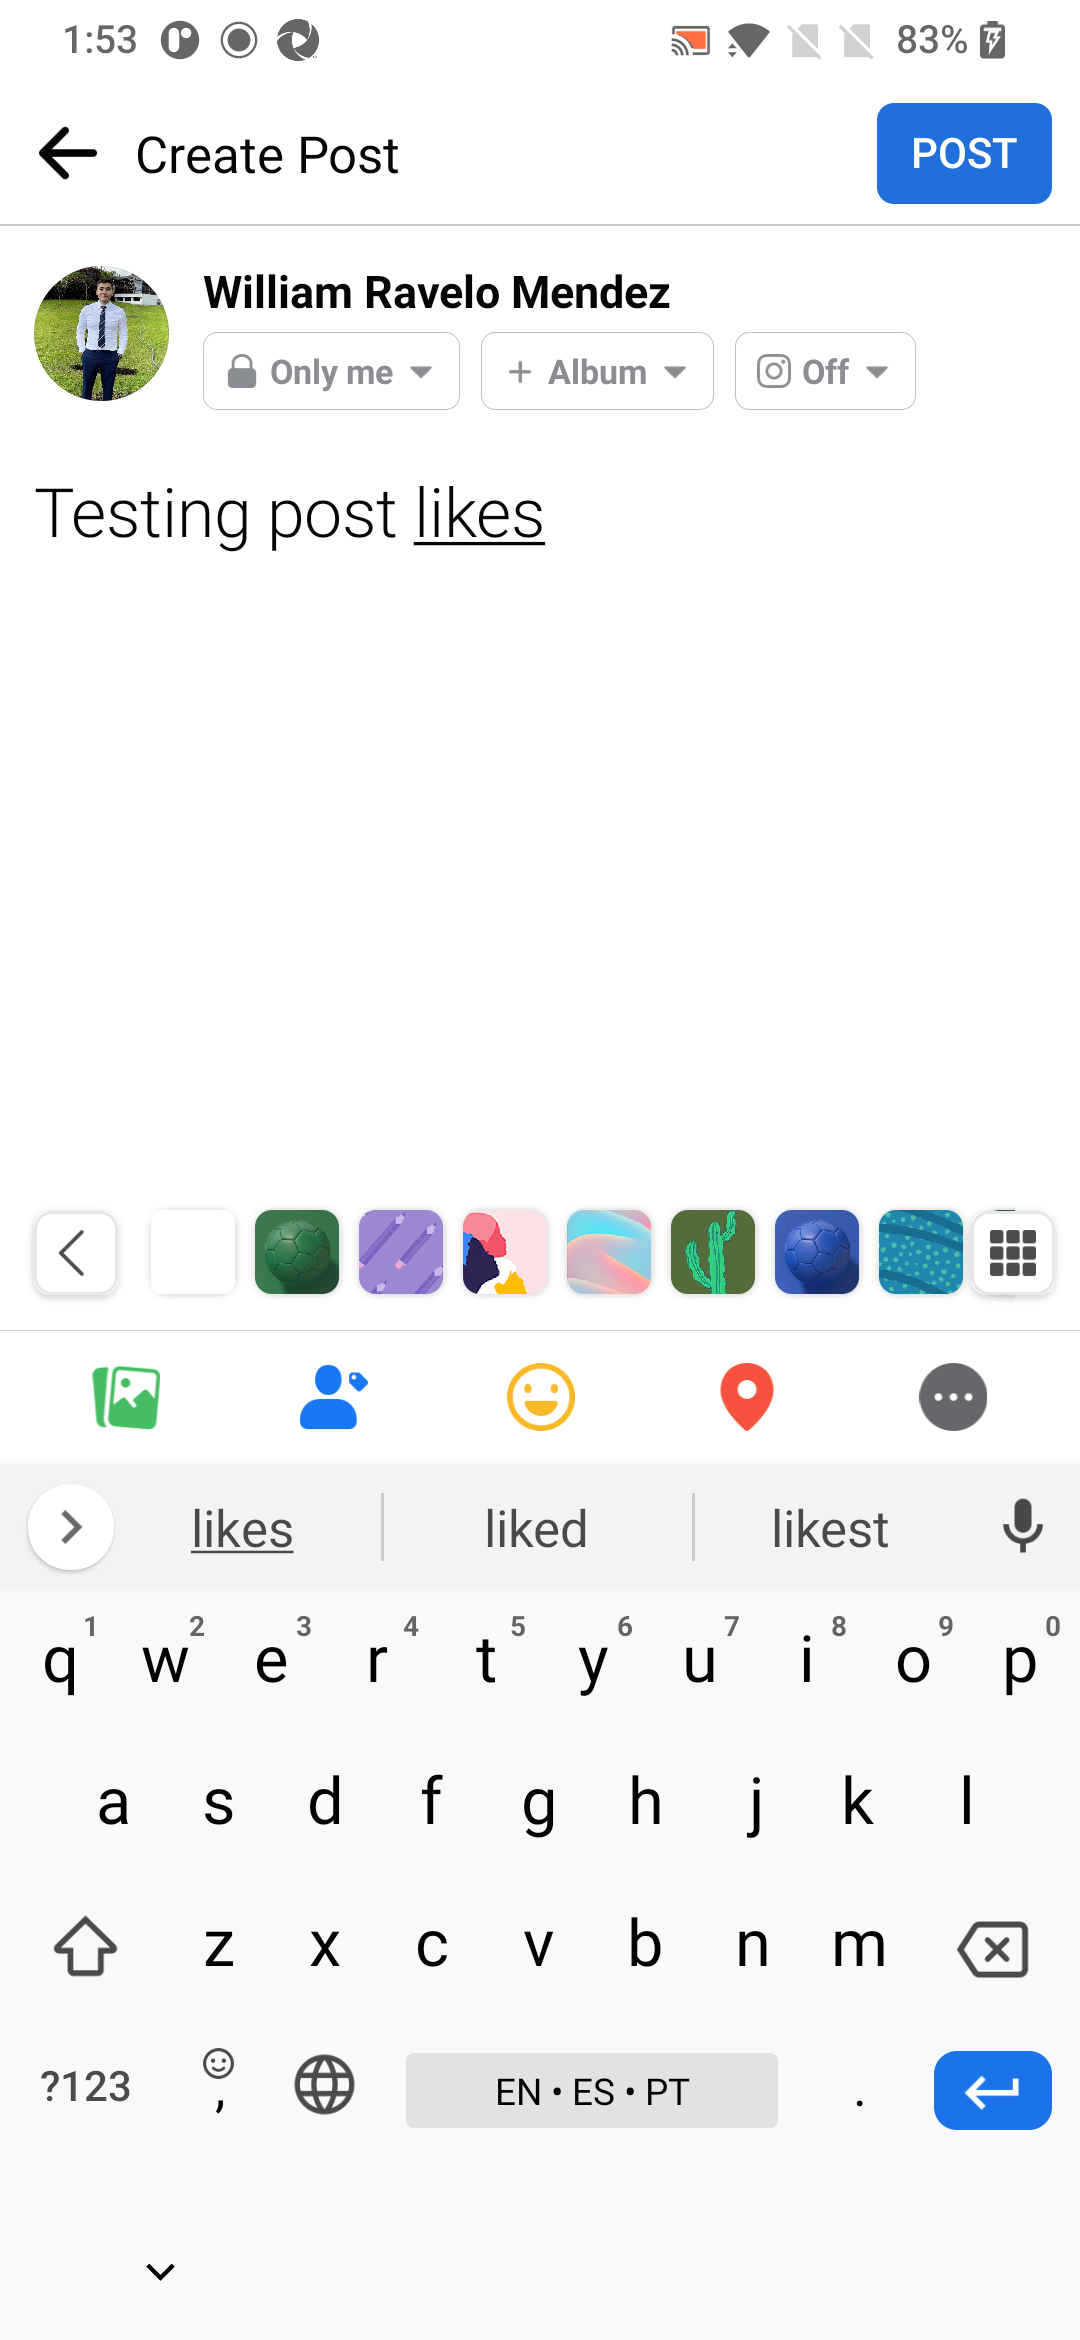 1:53
83%
Create Post
POST
William Ravelo Mendez
Only me
+ Album
Off
Testing post likes
likes
liked
likest
1 2 3 4 5 6 7 8 9 0
q w e r t y u i o p
a s d f g h j k l
z x c v b n m
?123 , EN • ES • PT .